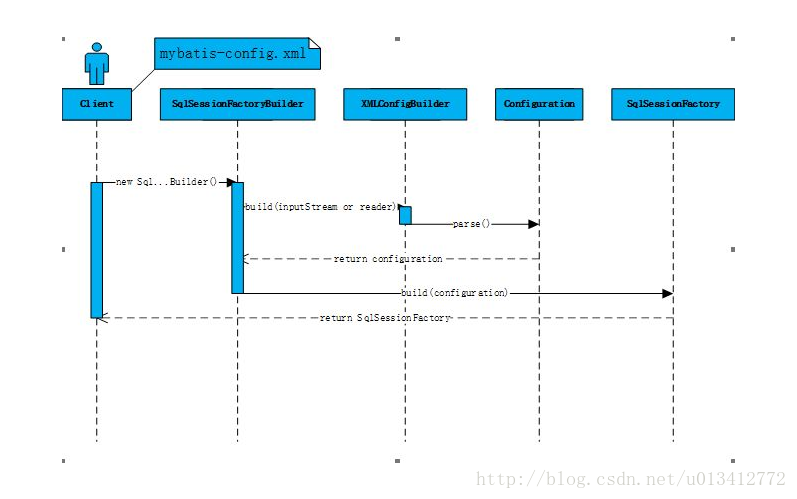 mybatis-config.xml
Client
SqlSessionFactoryBuilder
XMLConfigBuilder
Configuration
SqlSessionFactory
new Sql...Builder()
build(inputStream or reader)
parse()
return configuration
build(configuration)
return SqlSessionFactory
http://blog.csdn.net/u013412772